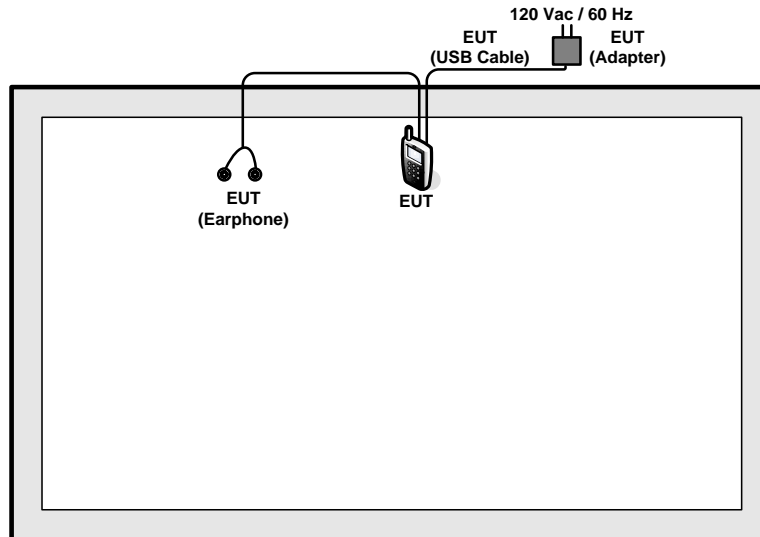 120 Vac / 60 Hz
EUT
(USB Cable)
EUT
(Adapter)
EUT
(Earphone)
EUT